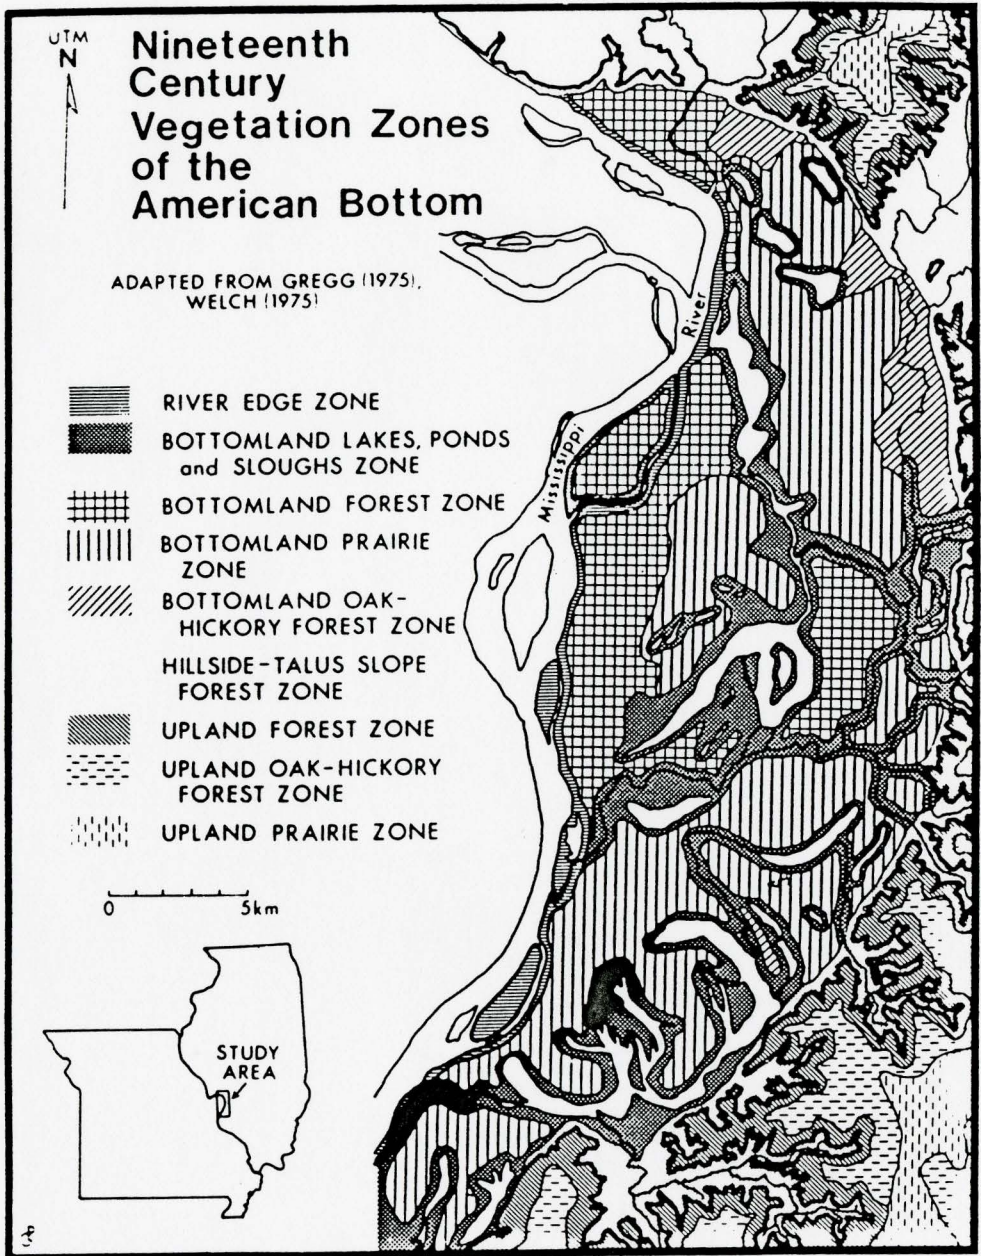 UTM
N
Nineteenth
Century
Vegetation Zones
of the
American Bottom
ADAPTED FROM GREGG (1975),
WELCH (1975)
RIVER EDGE ZONE
BOTTOMLAND LAKES, PONDS
and SLOUGHS ZONE
BOTTOMLAND FOREST ZONE
BOTTOMLAND PRAIRIE
ZONE
BOTTOMLAND OAK-
HICKORY FOREST ZONE
HILLSIDE-TALUS SLOPE
FOREST ZONE
UPLAND FOREST ZONE
UPLAND OAK-HICKORY
FOREST ZONE
UPLAND PRAIRIE ZONE
0 5km
STUDY
AREA
Mississippi
River